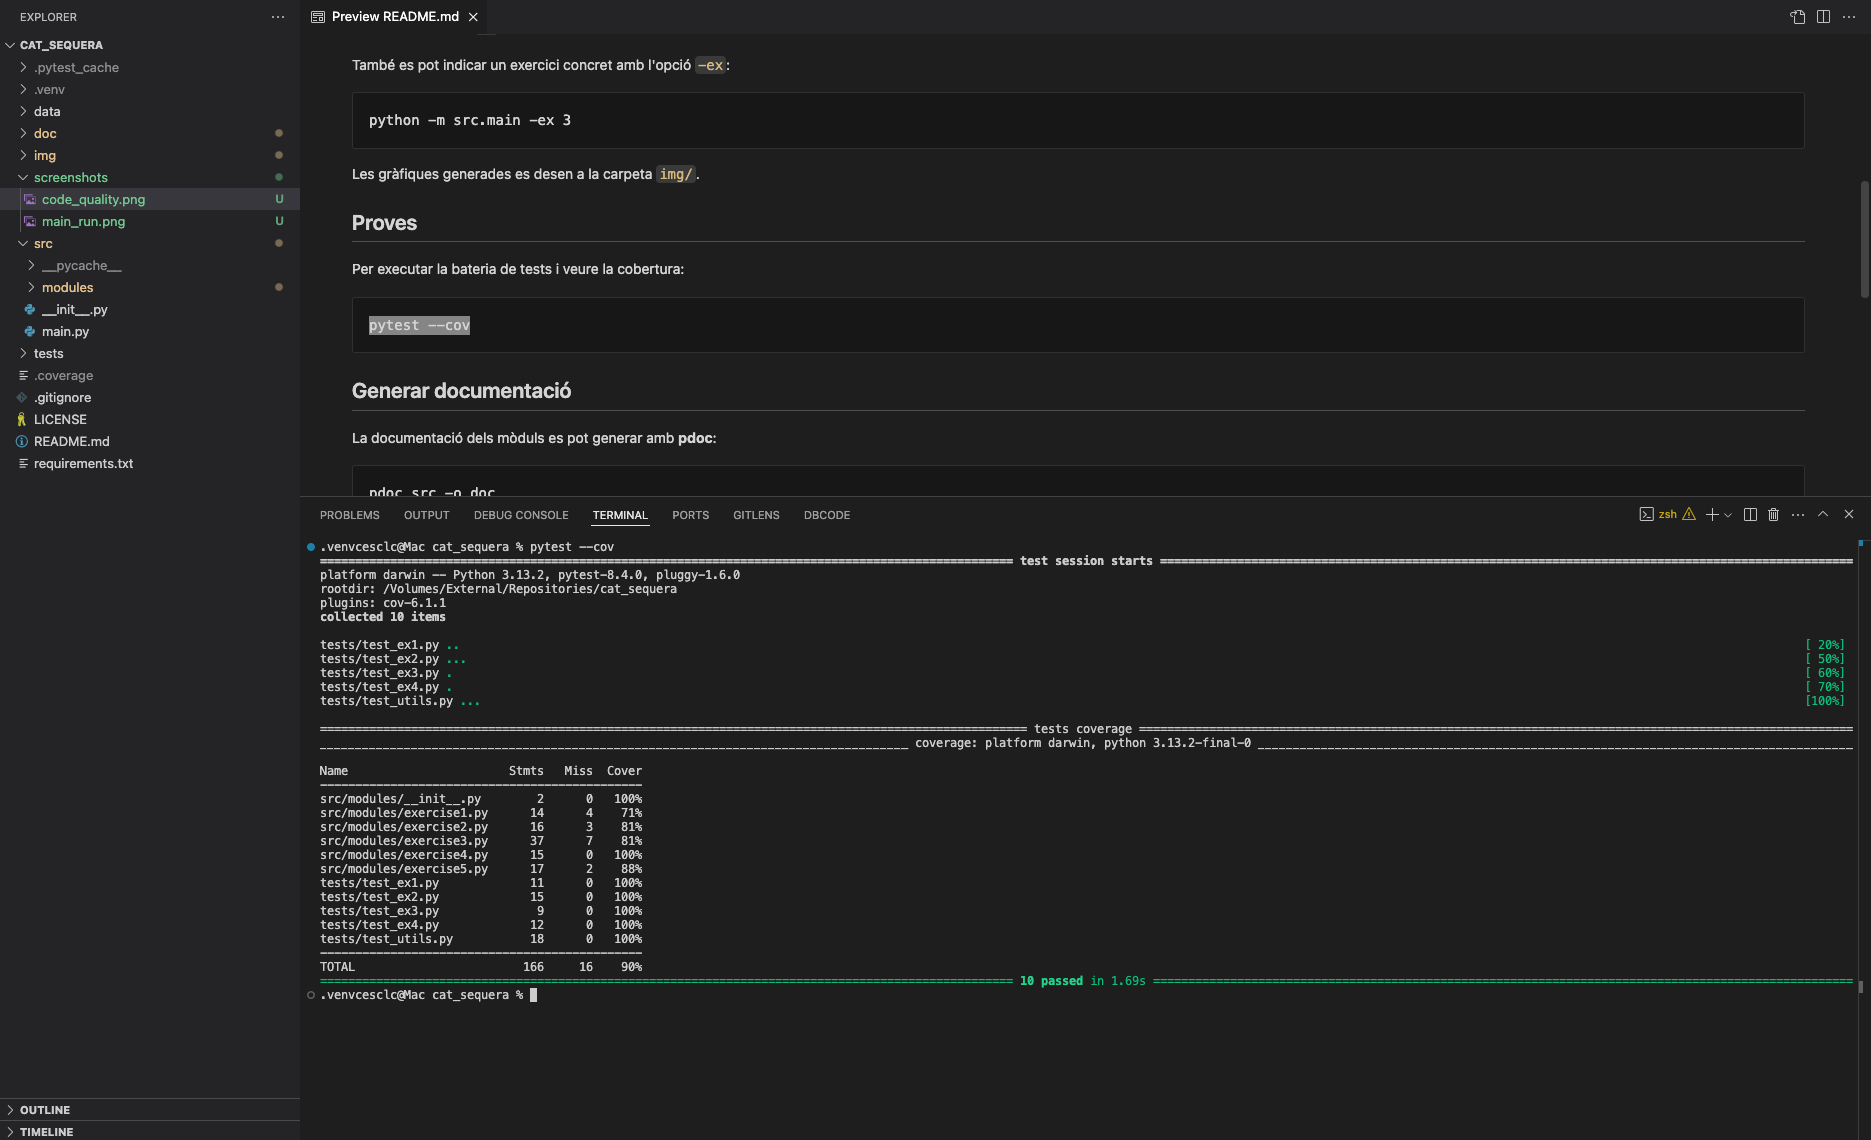 EXPLORER
CAT_SEQUERA
.pytest_cache
.venv
data
doc
img
screenshots
code_quality.png U
main_run.png U
src
__pycache__
modules
__init__.py
main.py
tests
.coverage
.gitignore
LICENSE
README.md
requirements.txt
OUTLINE
TIMELINE
Preview README.md
També es pot indicar un exercici concret amb l'opció -ex:
python -m src.main -ex 3
Les gràfiques generades es desen a la carpeta img/.
Proves
Per executar la bateria de tests i veure la cobertura:
pytest --cov
Generar documentació
La documentació dels mòduls es pot generar amb pdoc:
pdoc src -o doc
PROBLEMS OUTPUT DEBUG CONSOLE TERMINAL PORTS GITLENS DBCODE
zsh
.venvcesclc@Mac cat_sequera % pytest --cov
test session starts
platform darwin -- Python 3.13.2, pytest-8.4.0, pluggy-1.6.0
rootdir: /Volumes/External/Repositories/cat_sequera
plugins: cov-6.1.1
collected 10 items
tests/test_ex1.py .. [ 20%]
tests/test_ex2.py ... [ 50%]
tests/test_ex3.py . [ 60%]
tests/test_ex4.py . [ 70%]
tests/test_utils.py ... [100%]
tests coverage
coverage: platform darwin, python 3.13.2-final-0
Name Stmts Miss Cover
src/modules/__init__.py 2 0 100%
src/modules/exercise1.py 14 4 71%
src/modules/exercise2.py 16 3 81%
src/modules/exercise3.py 37 7 81%
src/modules/exercise4.py 15 0 100%
src/modules/exercise5.py 17 2 88%
tests/test_ex1.py 11 0 100%
tests/test_ex2.py 15 0 100%
tests/test_ex3.py 9 0 100%
tests/test_ex4.py 12 0 100%
tests/test_utils.py 18 0 100%
TOTAL 166 16 90%
10 passed in 1.69s
.venvcesclc@Mac cat_sequera %